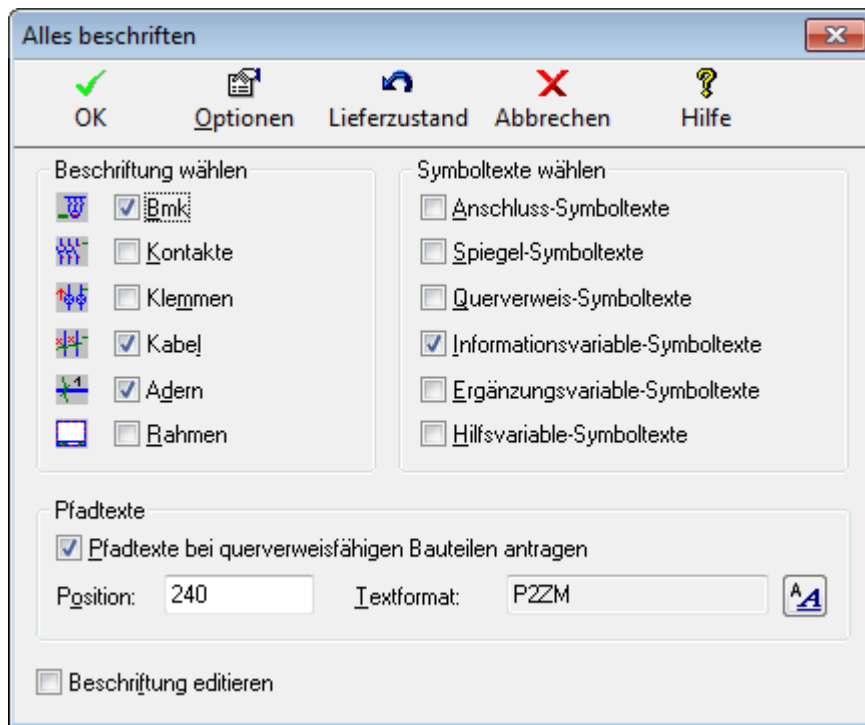 Alles beschriften
OK Optionen Lieferzustand Abbrechen Hilfe
Beschriftung wählen
Bmk
Kontakte
Klemmen
Kabel
Adern
Rahmen
Symboltexte wählen
Anschluss-Symboltexte
Spiegel-Symboltexte
Querverweis-Symboltexte
Informationsvariable-Symboltexte
Ergänzungsvariable-Symboltexte
Hilfsvariable-Symboltexte
Pfadtexte
Pfadtexte bei querverweisfähigen Bauteilen antragen
Position: 240 Textformat: P2ZM
Beschriftung editieren